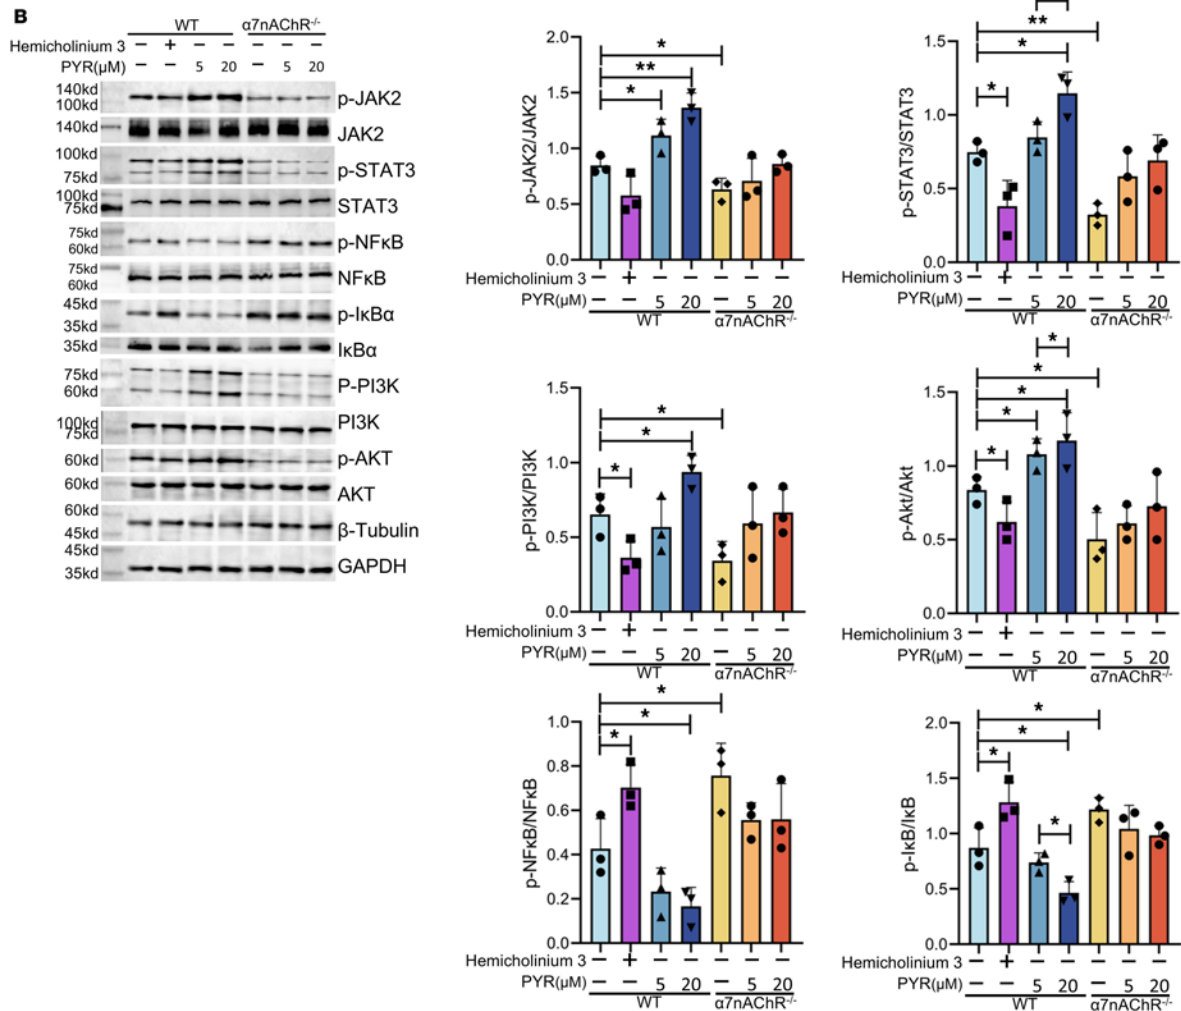 B
WT α7nAChR-/-
Hemicholinium 3 − + − − − − −
PYR(μM) − − 5 20 − 5 20
140kd
100kd
p-JAK2
140kd
JAK2
100kd
75kd
p-STAT3
100kd
75kd
STAT3
75kd
60kd
p-NFκB
75kd
60kd
NFκB
45kd
35kd
p-IκBα
35kd
IκBα
75kd
60kd
P-PI3K
100kd
75kd
PI3K
60kd
p-AKT
60kd
AKT
60kd
45kd
β-Tubulin
45kd
35kd
GAPDH
p-JAK2/JAK2
2.0
1.5
1.0
0.5
0.0
*
**
*
Hemicholinium 3 − + − − − − −
PYR(μM) − − 5 20 − 5 20
WT α7nAChR-/-
p-STAT3/STAT3
1.5
1.0
0.5
0.0
**
*
*
Hemicholinium 3 − + − − − − −
PYR(μM) − − 5 20 − 5 20
WT α7nAChR-/-
p-PI3K/PI3K
1.5
1.0
0.5
0.0
*
*
*
Hemicholinium 3 − + − − − − −
PYR(μM) − − 5 20 − 5 20
WT α7nAChR-/-
p-Akt/Akt
1.5
1.0
0.5
0.0
*
*
*
*
*
Hemicholinium 3 − + − − − − −
PYR(μM) − − 5 20 − 5 20
WT α7nAChR-/-
p-NFκB/NFκB
1.0
0.8
0.6
0.4
0.2
0.0
*
*
*
Hemicholinium 3 − + − − − − −
PYR(μM) − − 5 20 − 5 20
WT α7nAChR-/-
p-IκB/IκB
2.0
1.5
1.0
0.5
0.0
*
*
*
*
Hemicholinium 3 − + − − − − −
PYR(μM) − − 5 20 − 5 20
WT α7nAChR-/-